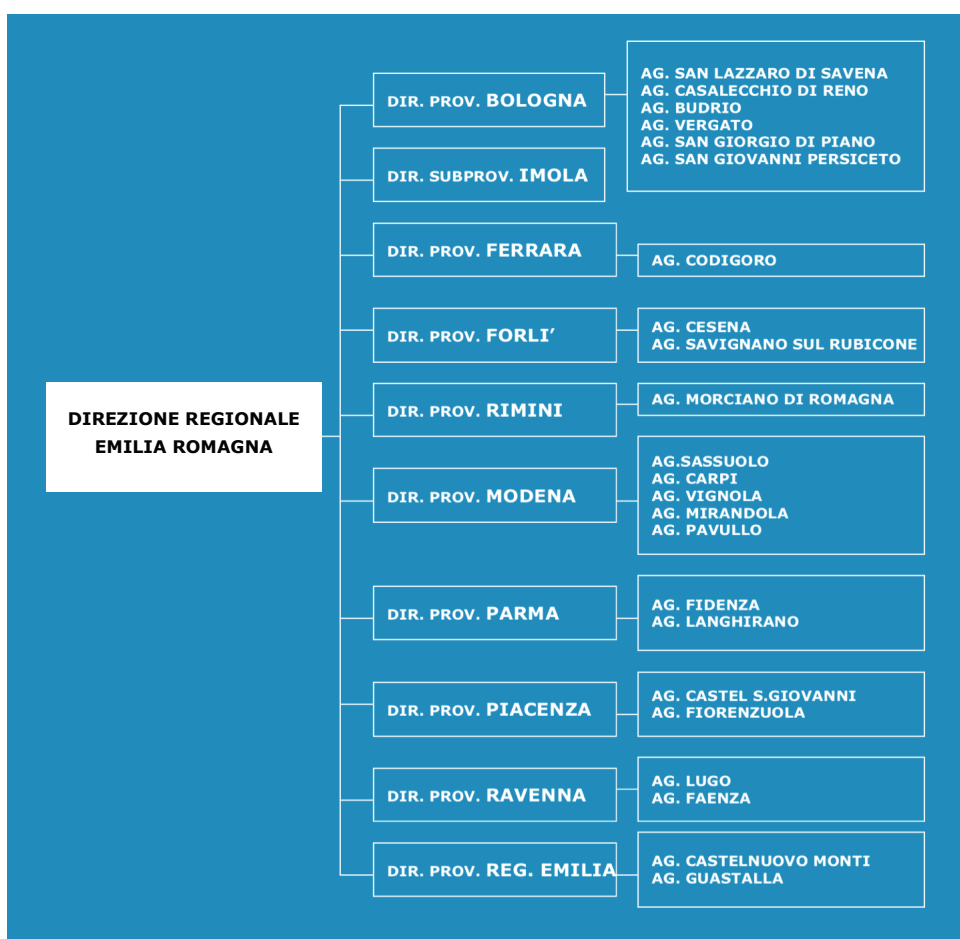 DIREZIONE REGIONALE
EMILIA ROMAGNA
DIR. PROV. BOLOGNA
AG. SAN LAZZARO DI SAVENA
AG. CASALECCHIO DI RENO
AG. BUDRIO
AG. VERGATO
AG. SAN GIORGIO DI PIANO
AG. SAN GIOVANNI PERSICETO
DIR. SUBPROV. IMOLA
DIR. PROV. FERRARA
AG. CODIGORO
DIR. PROV. FORLI’
AG. CESENA
AG. SAVIGNANO SUL RUBICONE
DIR. PROV. RIMINI
AG. MORCIANO DI ROMAGNA
DIR. PROV. MODENA
AG.SASSUOLO
AG. CARPI
AG. VIGNOLA
AG. MIRANDOLA
AG. PAVULLO
DIR. PROV. PARMA
AG. FIDENZA
AG. LANGHIRANO
DIR. PROV. PIACENZA
AG. CASTEL S.GIOVANNI
AG. FIORENZUOLA
DIR. PROV. RAVENNA
AG. LUGO
AG. FAENZA
DIR. PROV. REG. EMILIA
AG. CASTELNUOVO MONTI
AG. GUASTALLA